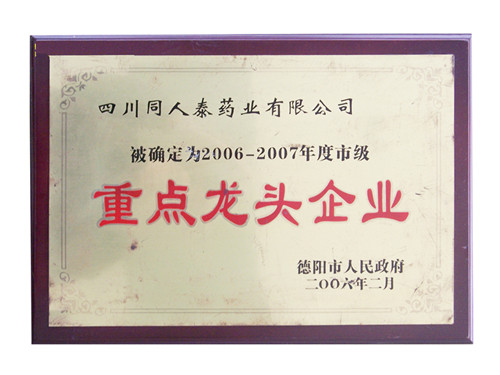 四川同人泰药业有限公司
被确定为2006-2007年度市级
重点龙头企业
德阳市人民政府
二〇〇六年二月